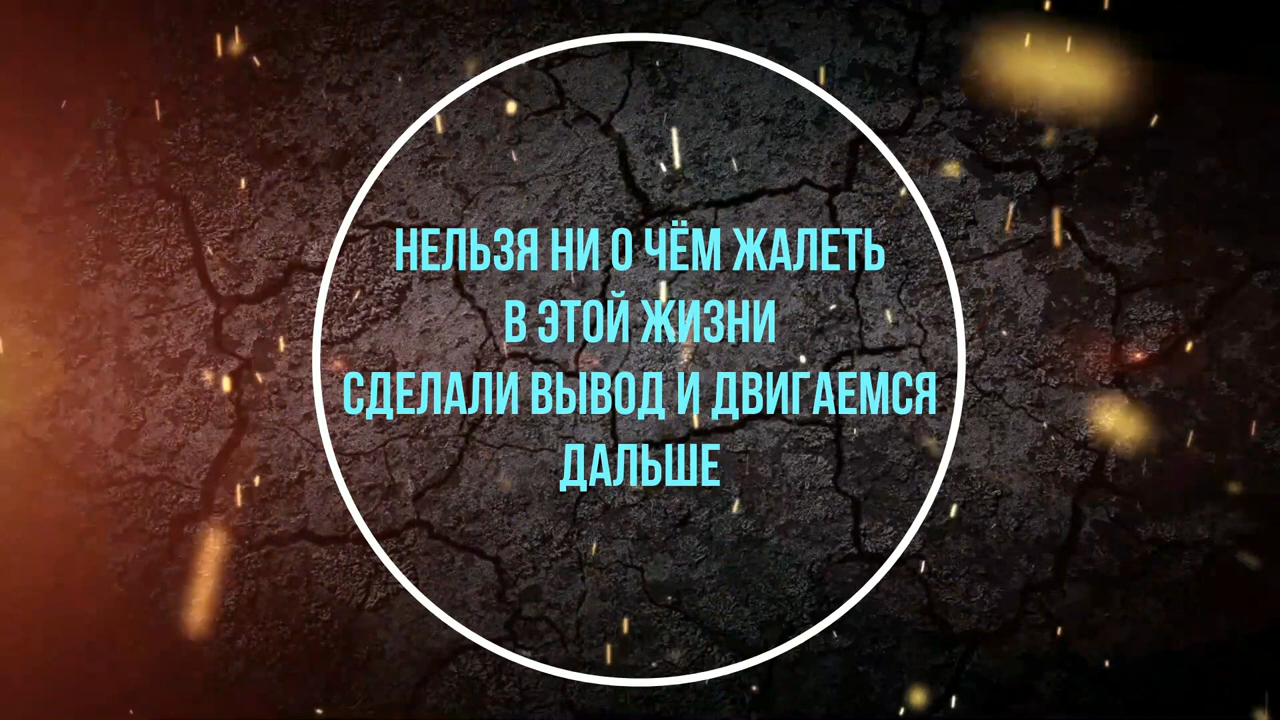 НЕЛЬЗЯ НИ О ЧЁМ ЖАЛЕТЬ
В ЭТОЙ ЖИЗНИ
СДЕЛАЛИ ВЫВОД И ДВИГАЕМСЯ
ДАЛЬШЕ